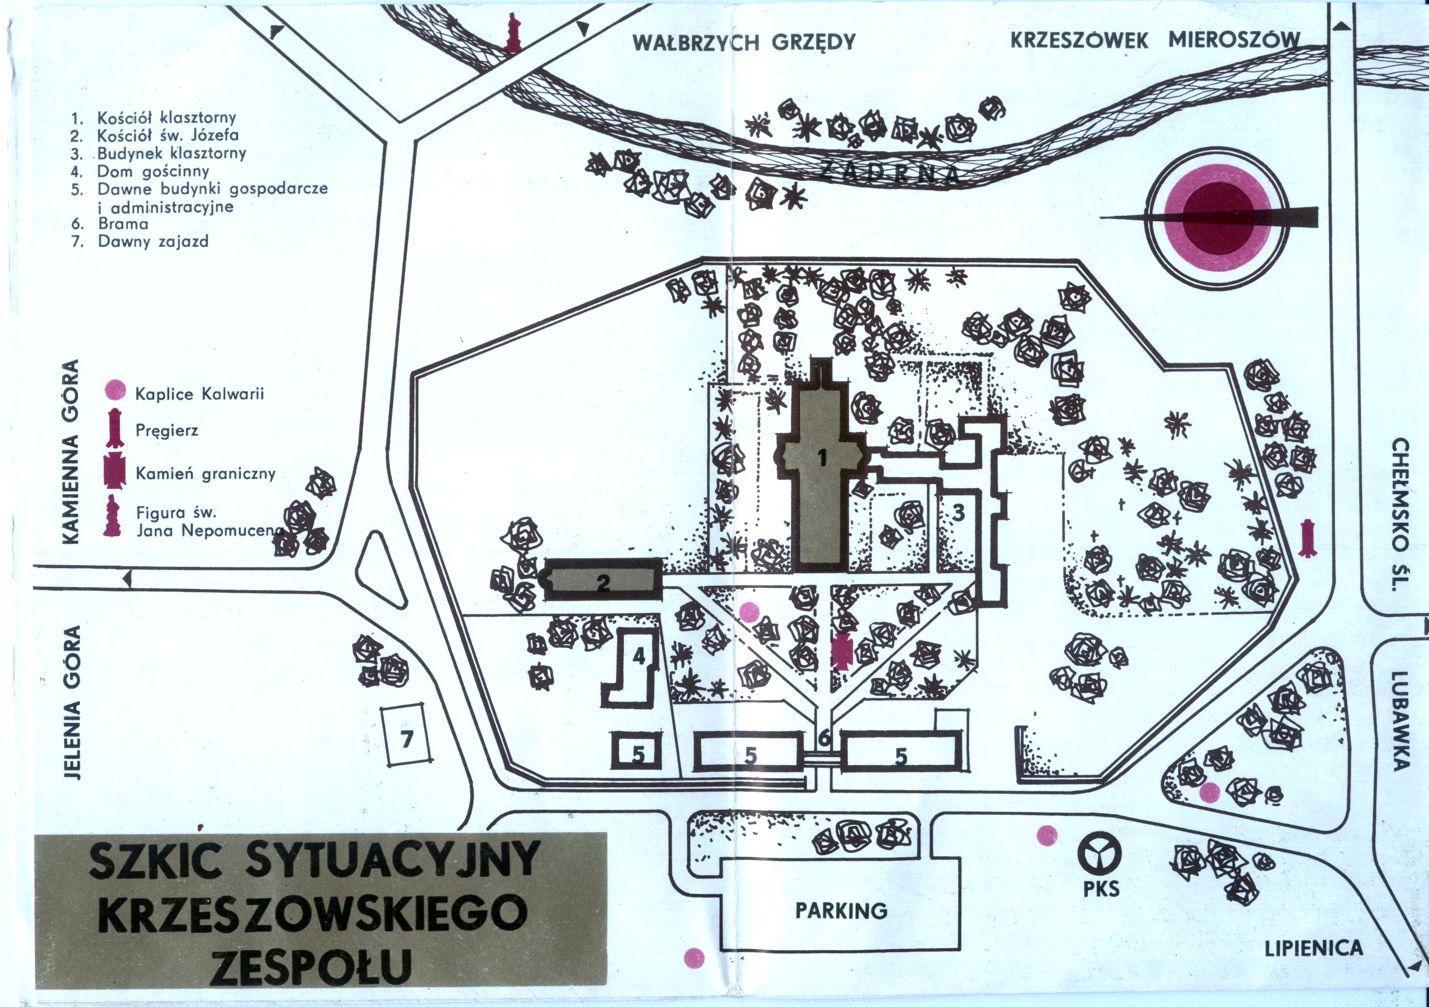 WAŁBRZYCH GRZĘDY
KRZESZÓWEK MIEROSZÓW
1. Kościół klasztorny
2. Kościół św. Józefa
3. Budynek klasztorny
4. Dom gościnny
5. Dawne budynki gospodarcze
i administracyjne
6. Brama
7. Dawny zajazd
ZADRNA
KAMIENNA GÓRA
Kaplice Kalwarii
Pręgierz
Kamień graniczny
Figura św.
Jana Nepomucena
CHEŁMSKO ŚL.
1
3
2
4
JELENIA GÓRA
LUBAWKA
7
5
5
6
5
SZKIC SYTUACYJNY
KRZESZOWSKIEGO
ZESPOŁU
PARKING
PKS
LIPIENICA